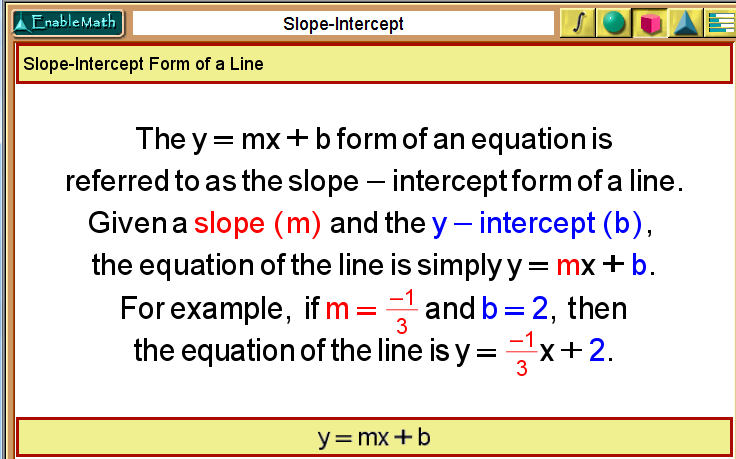 EnableMath
Slope-Intercept
Slope-Intercept Form of a Line
The y = mx + b form of an equation is
referred to as the slope – intercept form of a line.
Given a slope (m) and the y – intercept (b),
the equation of the line is simply y = mx + b.
For example, if m = −1/3 and b = 2, then
the equation of the line is y = −1/3 x + 2.
y = mx + b